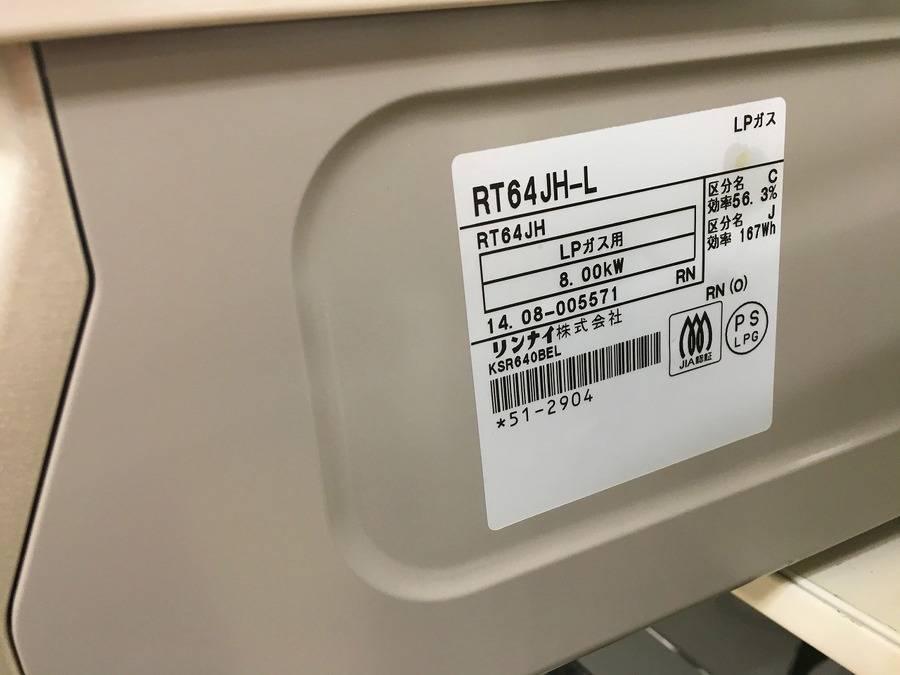 LPガス
RT64JH-L
RT64JH
LPガス用
8.00kW
区分名 C
効率56.3%
区分名 J
効率 167Wh
14.08-005571 RN
リンナイ株式会社
RN(O)
KSR640BEL
*51-2904
JIA認証
PS
LPG